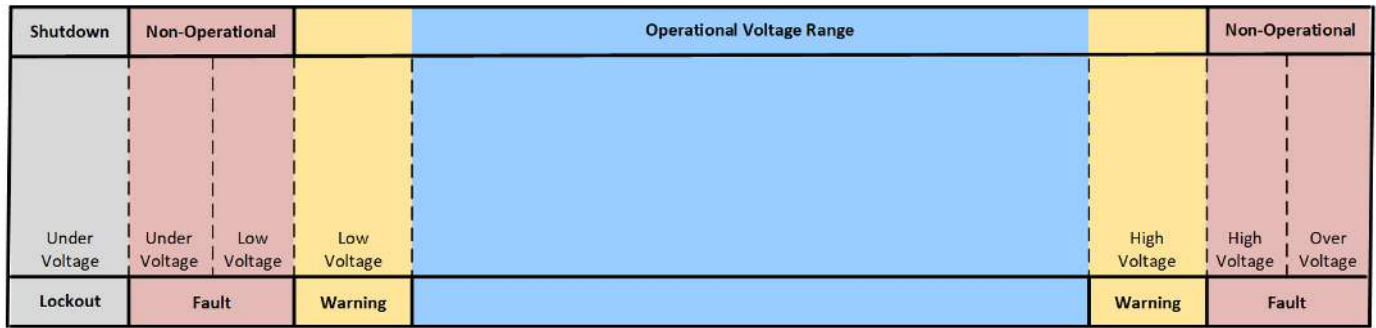 Shutdown Non-Operational Operational Voltage Range Non-Operational
Under Under Low Low High High Over
Voltage Voltage Voltage Voltage Voltage Voltage Voltage
Lockout Fault Warning Warning Fault